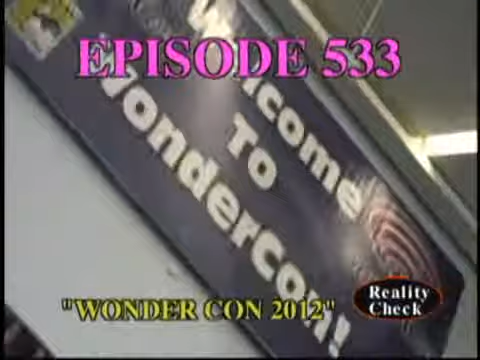 EPISODE 533
Welcome
To
WonderCon!
"WONDER CON 2012"
Reality
Check